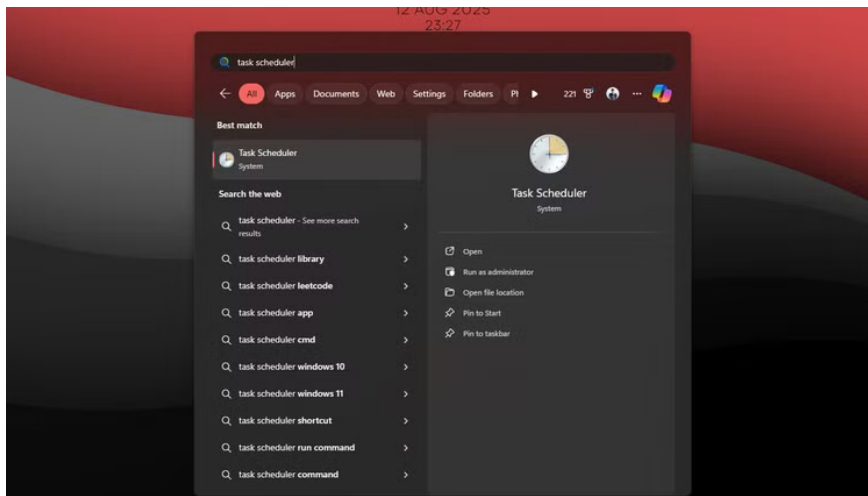 12 AUG 2025
23:27
task scheduler
All Apps Documents Web Settings Folders 221
Best match
Task Scheduler
System
Search the web
task scheduler - See more search
results
task scheduler library
task scheduler leetcode
task scheduler app
task scheduler cmd
task scheduler windows 10
task scheduler windows 11
task scheduler shortcut
task scheduler run command
task scheduler command
Task Scheduler
System
Open
Run as administrator
Open file location
Pin to Start
Pin to taskbar